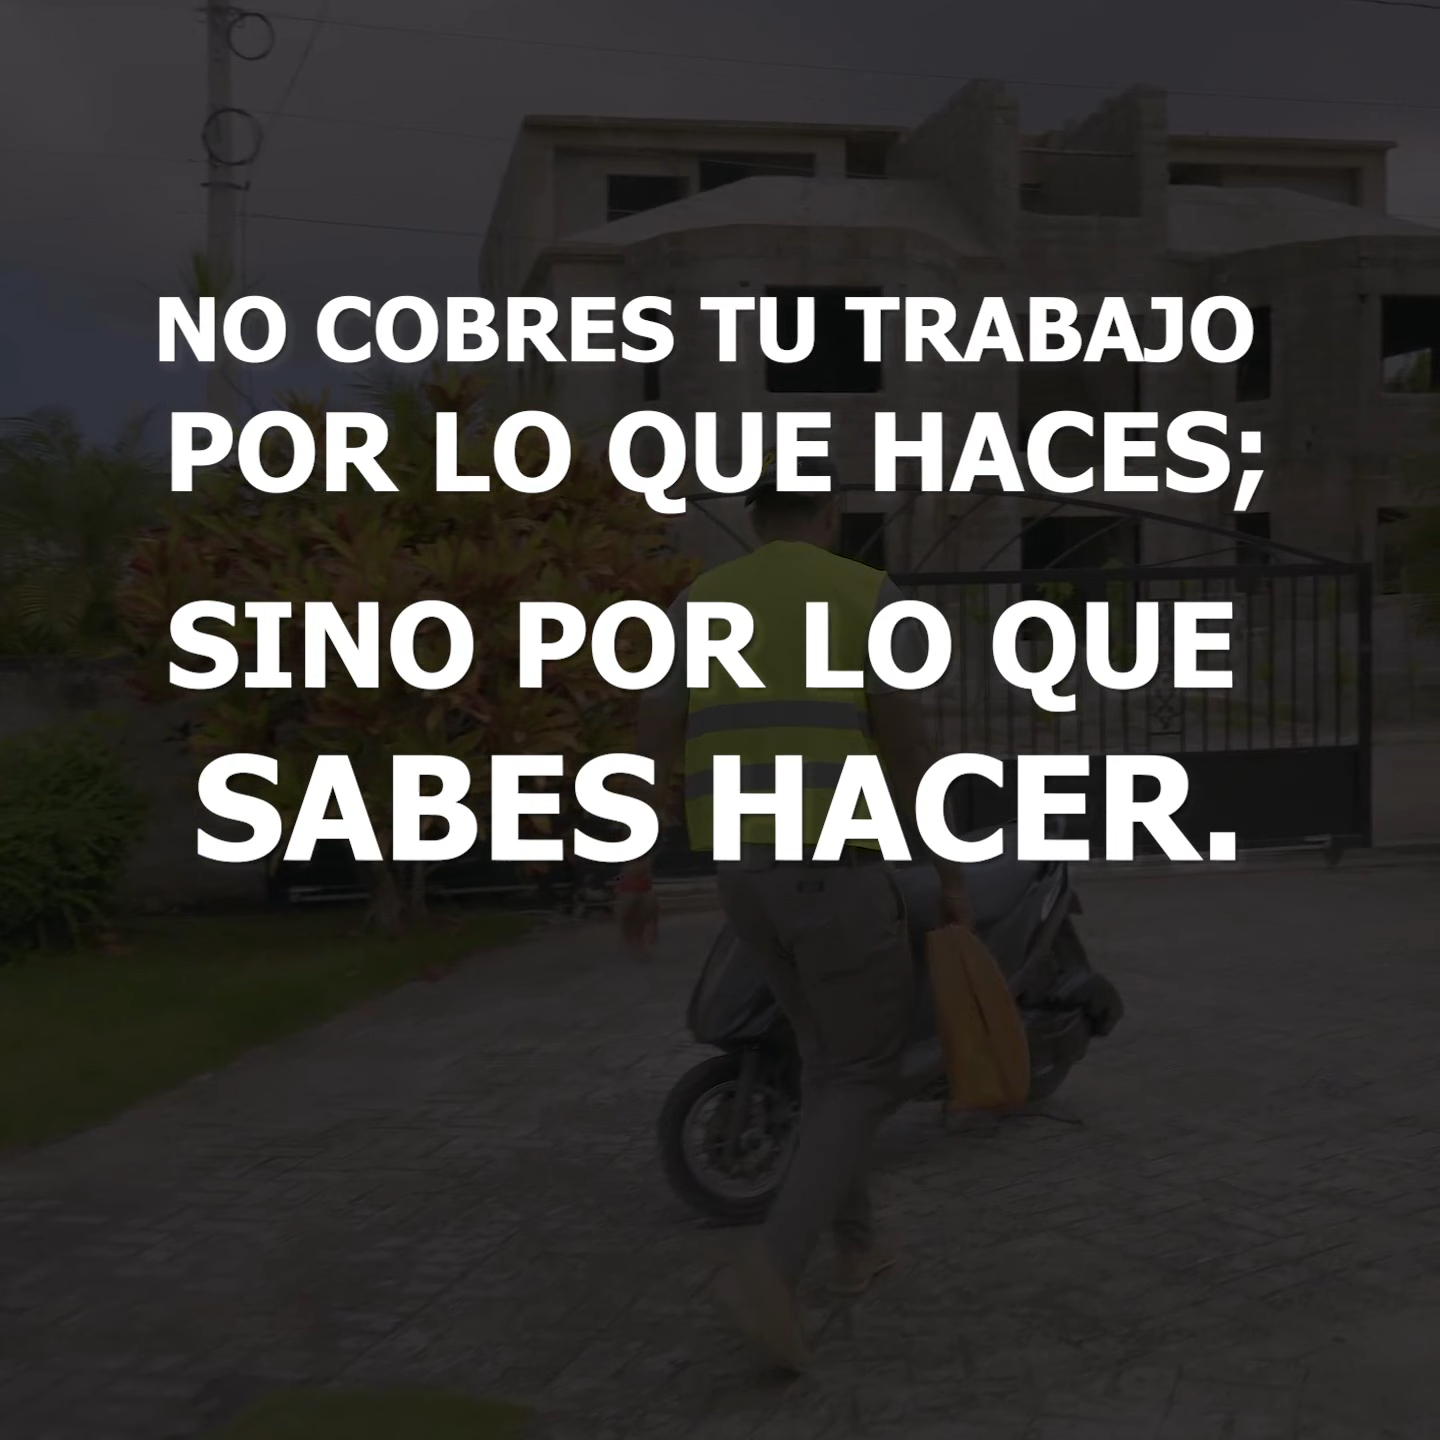 NO COBRES TU TRABAJO
POR LO QUE HACES;
SINO POR LO QUE
SABES HACER.